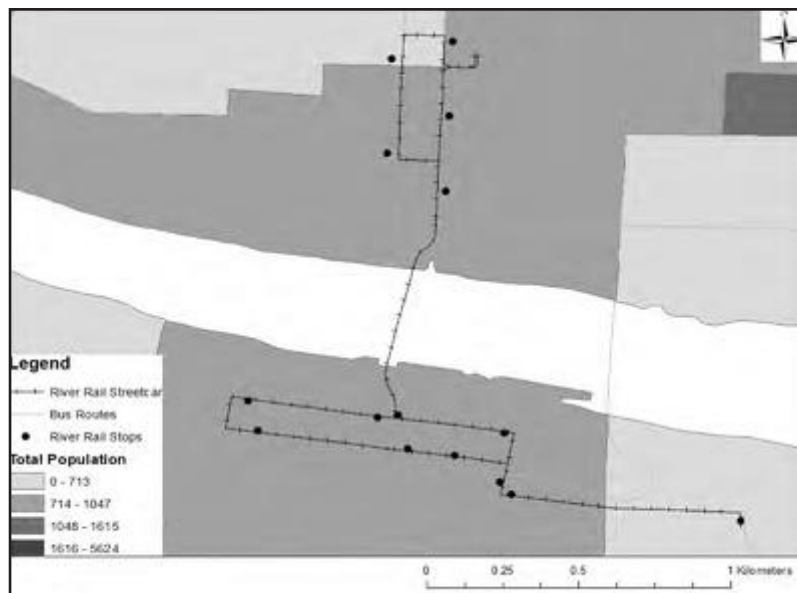 Legend
River Rail Streetcar
Bus Routes
River Rail Stops
Total Population
0 - 713
714 - 1047
1048 - 1615
1616 - 5624
0 0.25 0.5 1 Kilometers